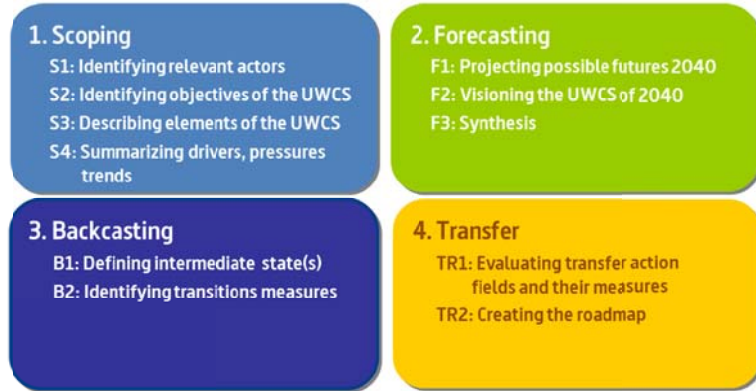 1. Scoping
S1: Identifying relevant actors
S2: Identifying objectives of the UWCS
S3: Describing elements of the UWCS
S4: Summarizing drivers, pressures
trends
2. Forecasting
F1: Projecting possible futures 2040
F2: Visioning the UWCS of 2040
F3: Synthesis
3. Backcasting
B1: Defining intermediate state(s)
B2: Identifying transitions measures
4. Transfer
TR1: Evaluating transfer action
fields and their measures
TR2: Creating the roadmap